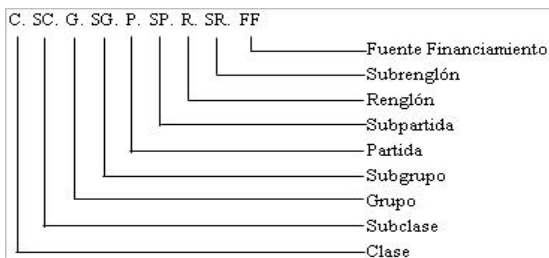 C. SC. G. SG. P. SP. R. SR. FF
Fuente Financiamiento
Subrenglón
Renglón
Subpartida
Partida
Subgrupo
Grupo
Subclase
Clase